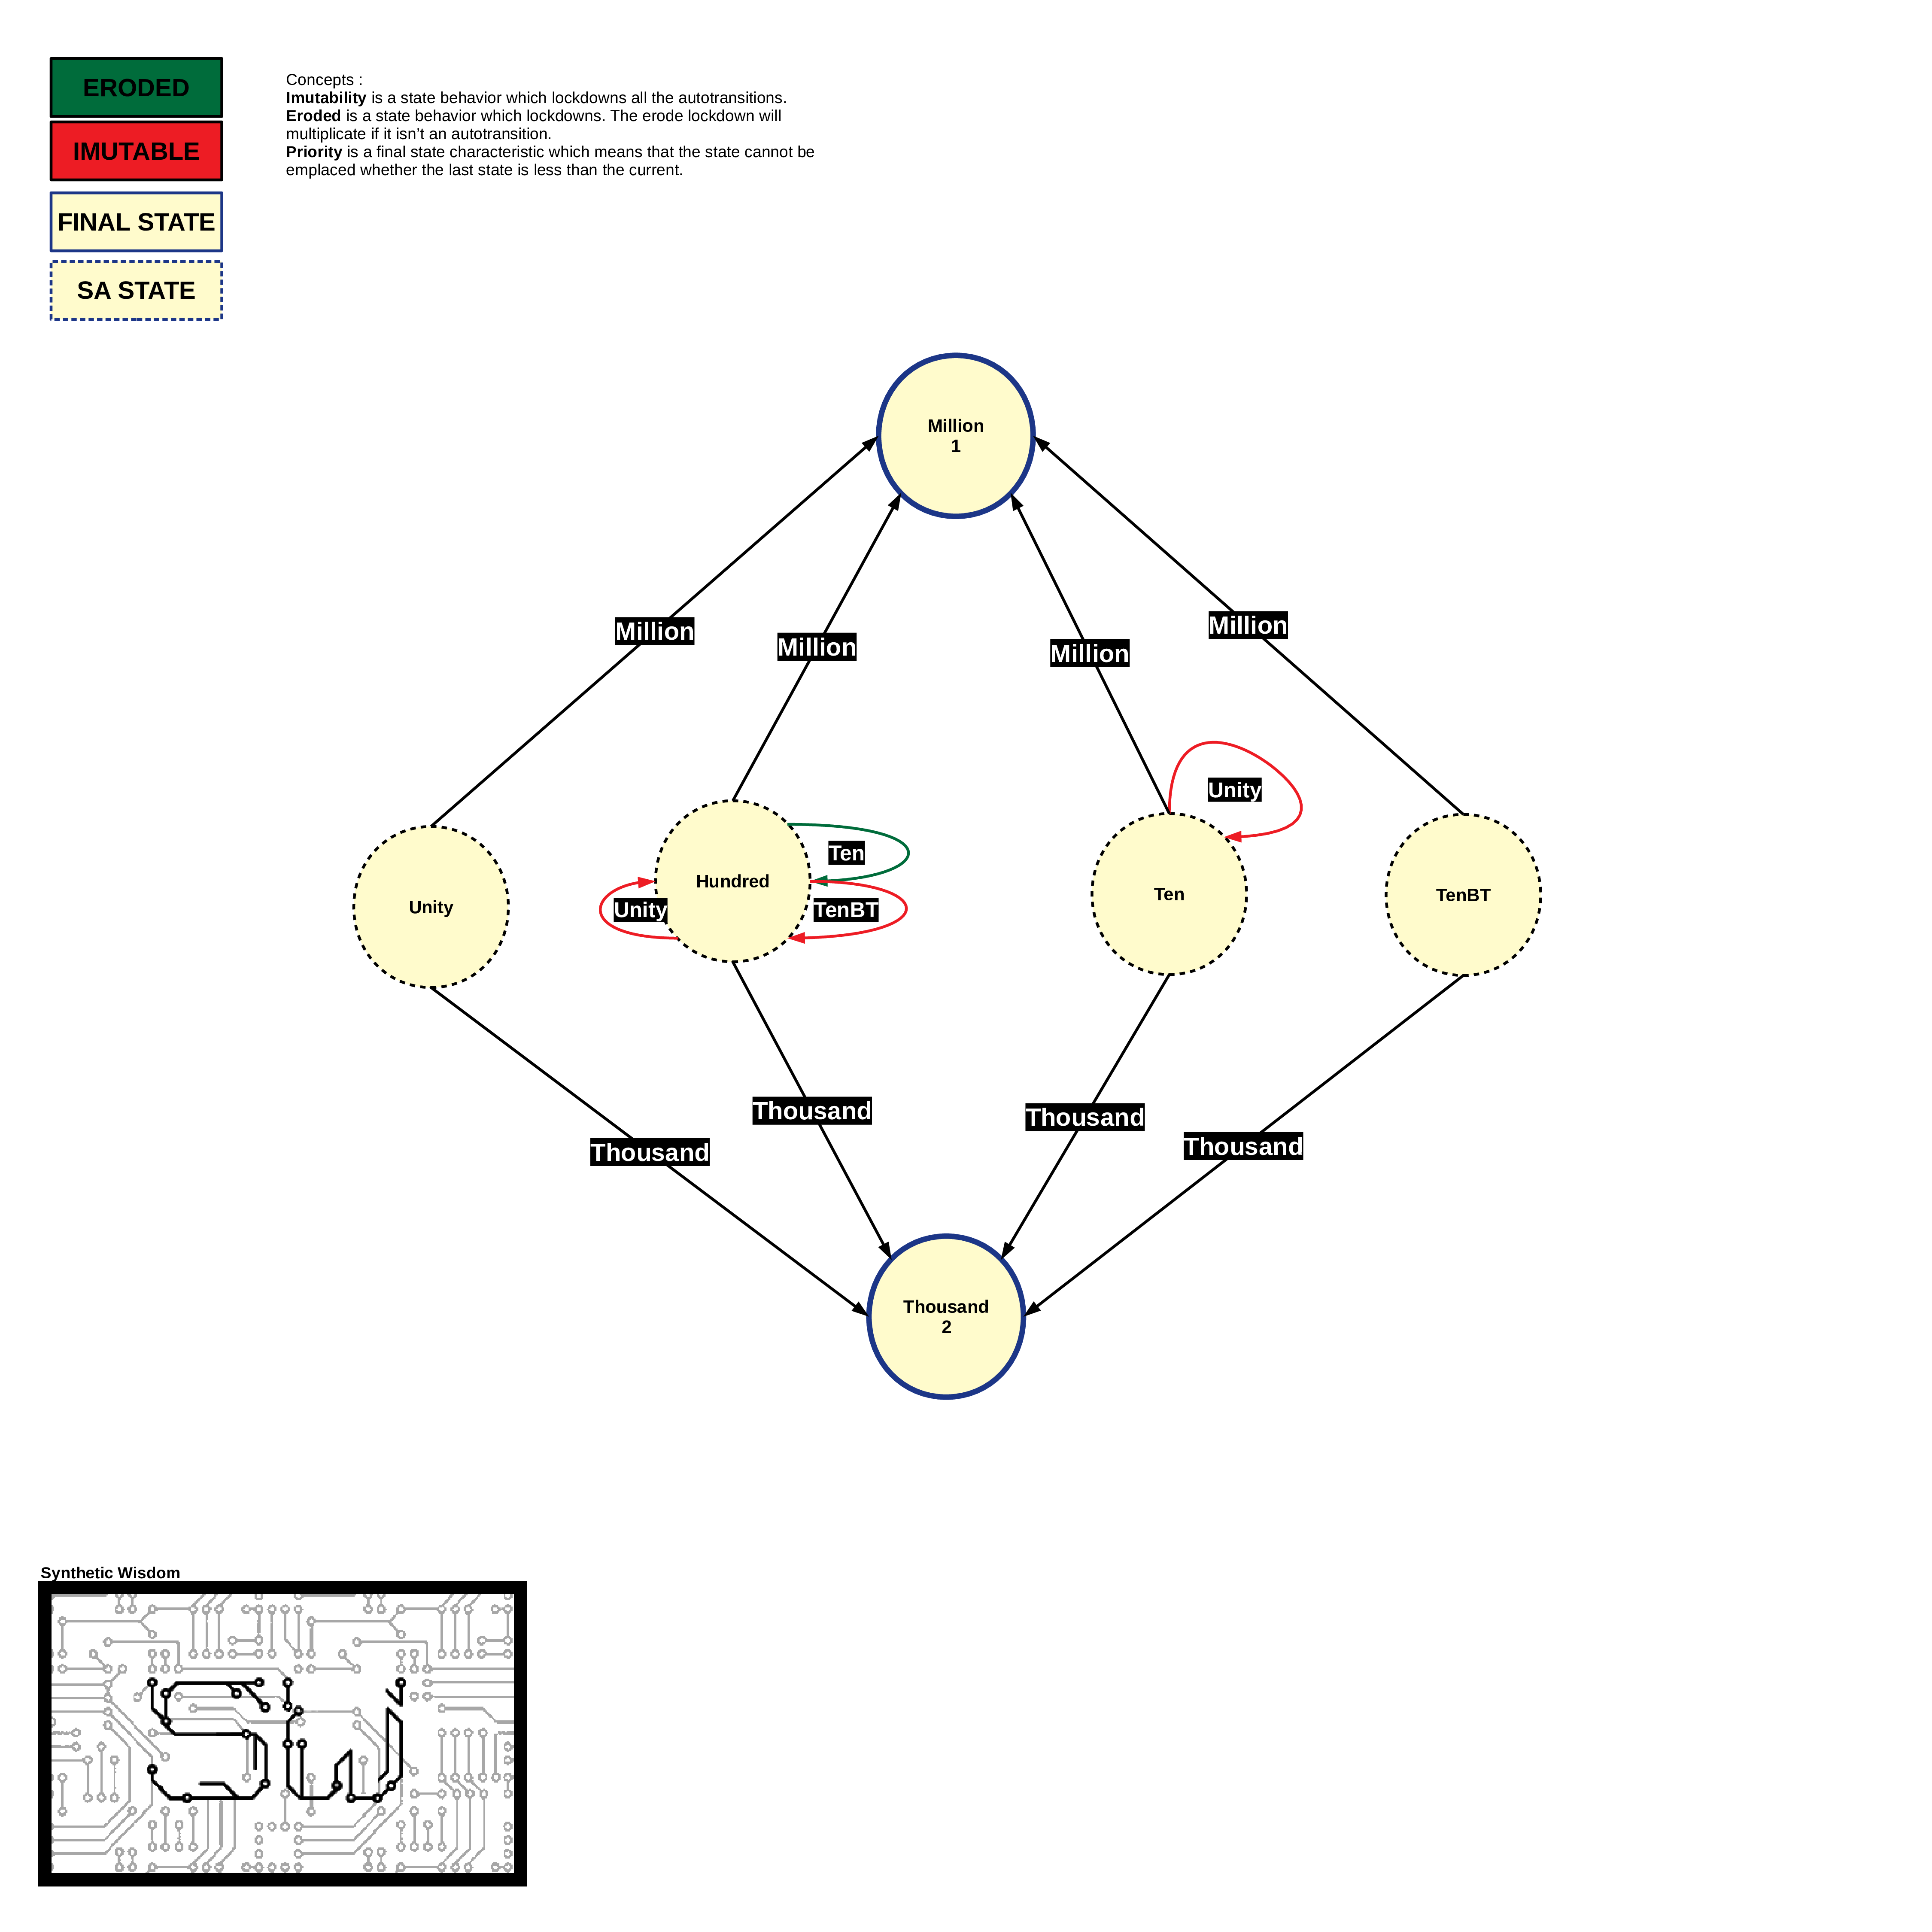 ERODED
IMUTABLE
FINAL STATE
SA STATE
Concepts :
Imutability is a state behavior which lockdowns all the autotransitions.
Eroded is a state behavior which lockdowns. The erode lockdown will
multiplicate if it isn’t an autotransition.
Priority is a final state characteristic which means that the state cannot be
emplaced whether the last state is less than the current.
Million
1
Million
Million
Million
Million
Unity
Ten
Hundred
Unity
TenBT
Unity
Ten
TenBT
Thousand
Thousand
Thousand
Thousand
Thousand
2
Synthetic Wisdom
SW